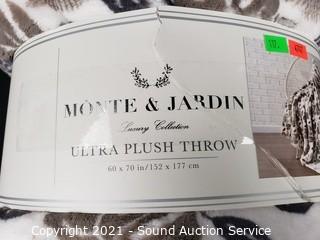 MONTE & JARDIN
Luxury Collection
ULTRA PLUSH THROW
60 x 70 in/152 x 177 cm
Copyright 2021 - Sound Auction Service